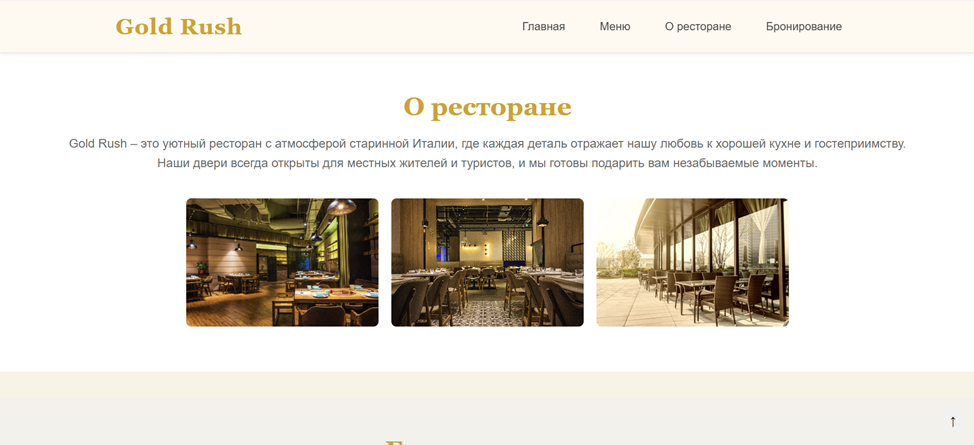 Gold Rush
Главная Меню О ресторане Бронирование
О ресторане
Gold Rush – это уютный ресторан с атмосферой старинной Италии, где каждая деталь отражает нашу любовь к хорошей кухне и гостеприимству.
Наши двери всегда открыты для местных жителей и туристов, и мы готовы подарить вам незабываемые моменты.
↑